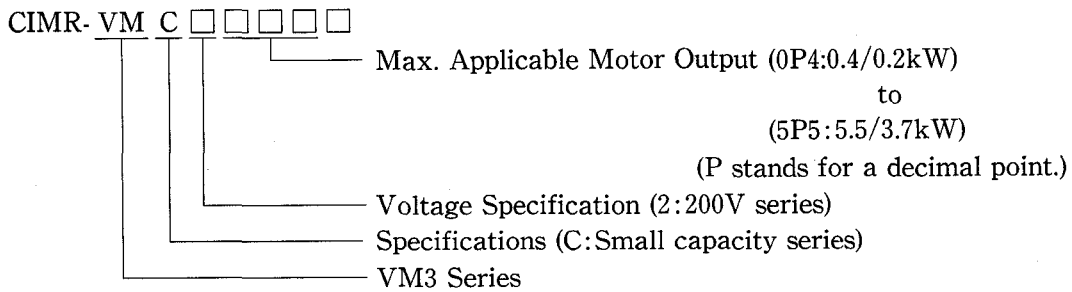 CIMR- VM C □ □ □ □ □ □
Max. Applicable Motor Output (0P4:0.4/0.2kW)
to
(5P5:5.5/3.7kW)
(P stands for a decimal point.)
Voltage Specification (2:200V series)
Specifications (C:Small capacity series)
VM3 Series